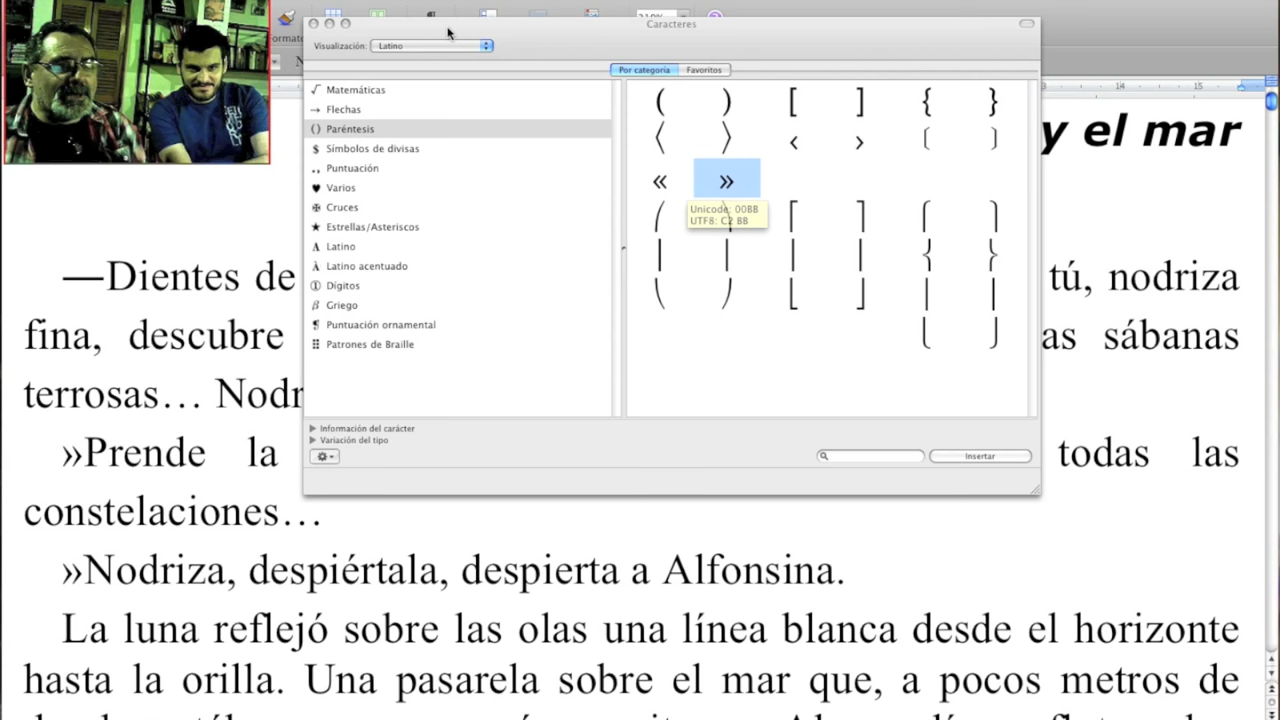 Caracteres
Visualización: Latino
Por categoría Favoritos
Matemáticas
Flechas
() Paréntesis
$ Símbolos de divisas
Puntuación
Varios
Cruces
Estrellas/Asteriscos
A Latino
À Latino acentuado
Dígitos
β Griego
¶ Puntuación ornamental
Patrones de Braille
( ) [ ] { }
〈 〉 ‹ › 〔 〕
« »
Unicode: 00BB
UTF8: C2 BB
Información del carácter
Variación del tipo
Insertar
13 14 15
y el mar
—Dientes de tú, nodriza
fina, descubre as sábanas
terrosas… Nodr
»Prende la todas las
constelaciones…
»Nodriza, despiértala, despierta a Alfonsina.
La luna reflejó sobre las olas una línea blanca desde el horizonte
hasta la orilla. Una pasarela sobre el mar que, a pocos metros de